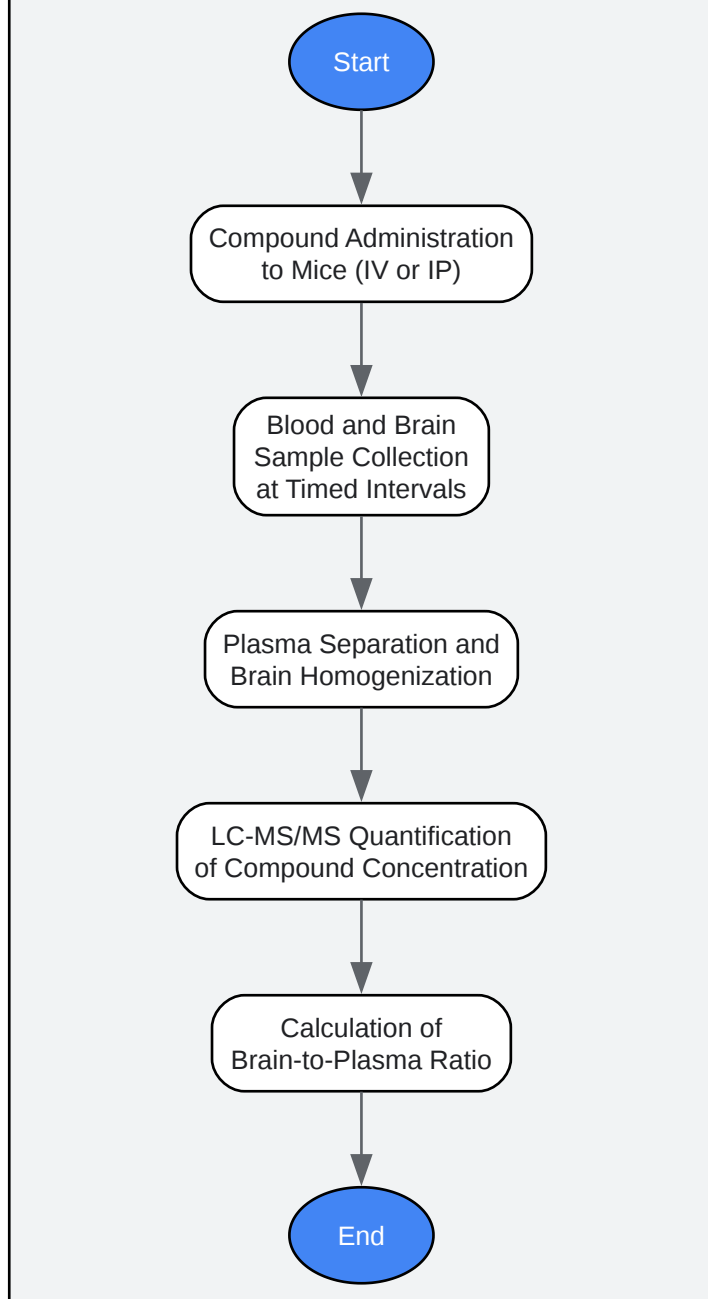 Start
Compound Administration
to Mice (IV or IP)
Blood and Brain
Sample Collection
at Timed Intervals
Plasma Separation and
Brain Homogenization
LC-MS/MS Quantification
of Compound Concentration
Calculation of
Brain-to-Plasma Ratio
End